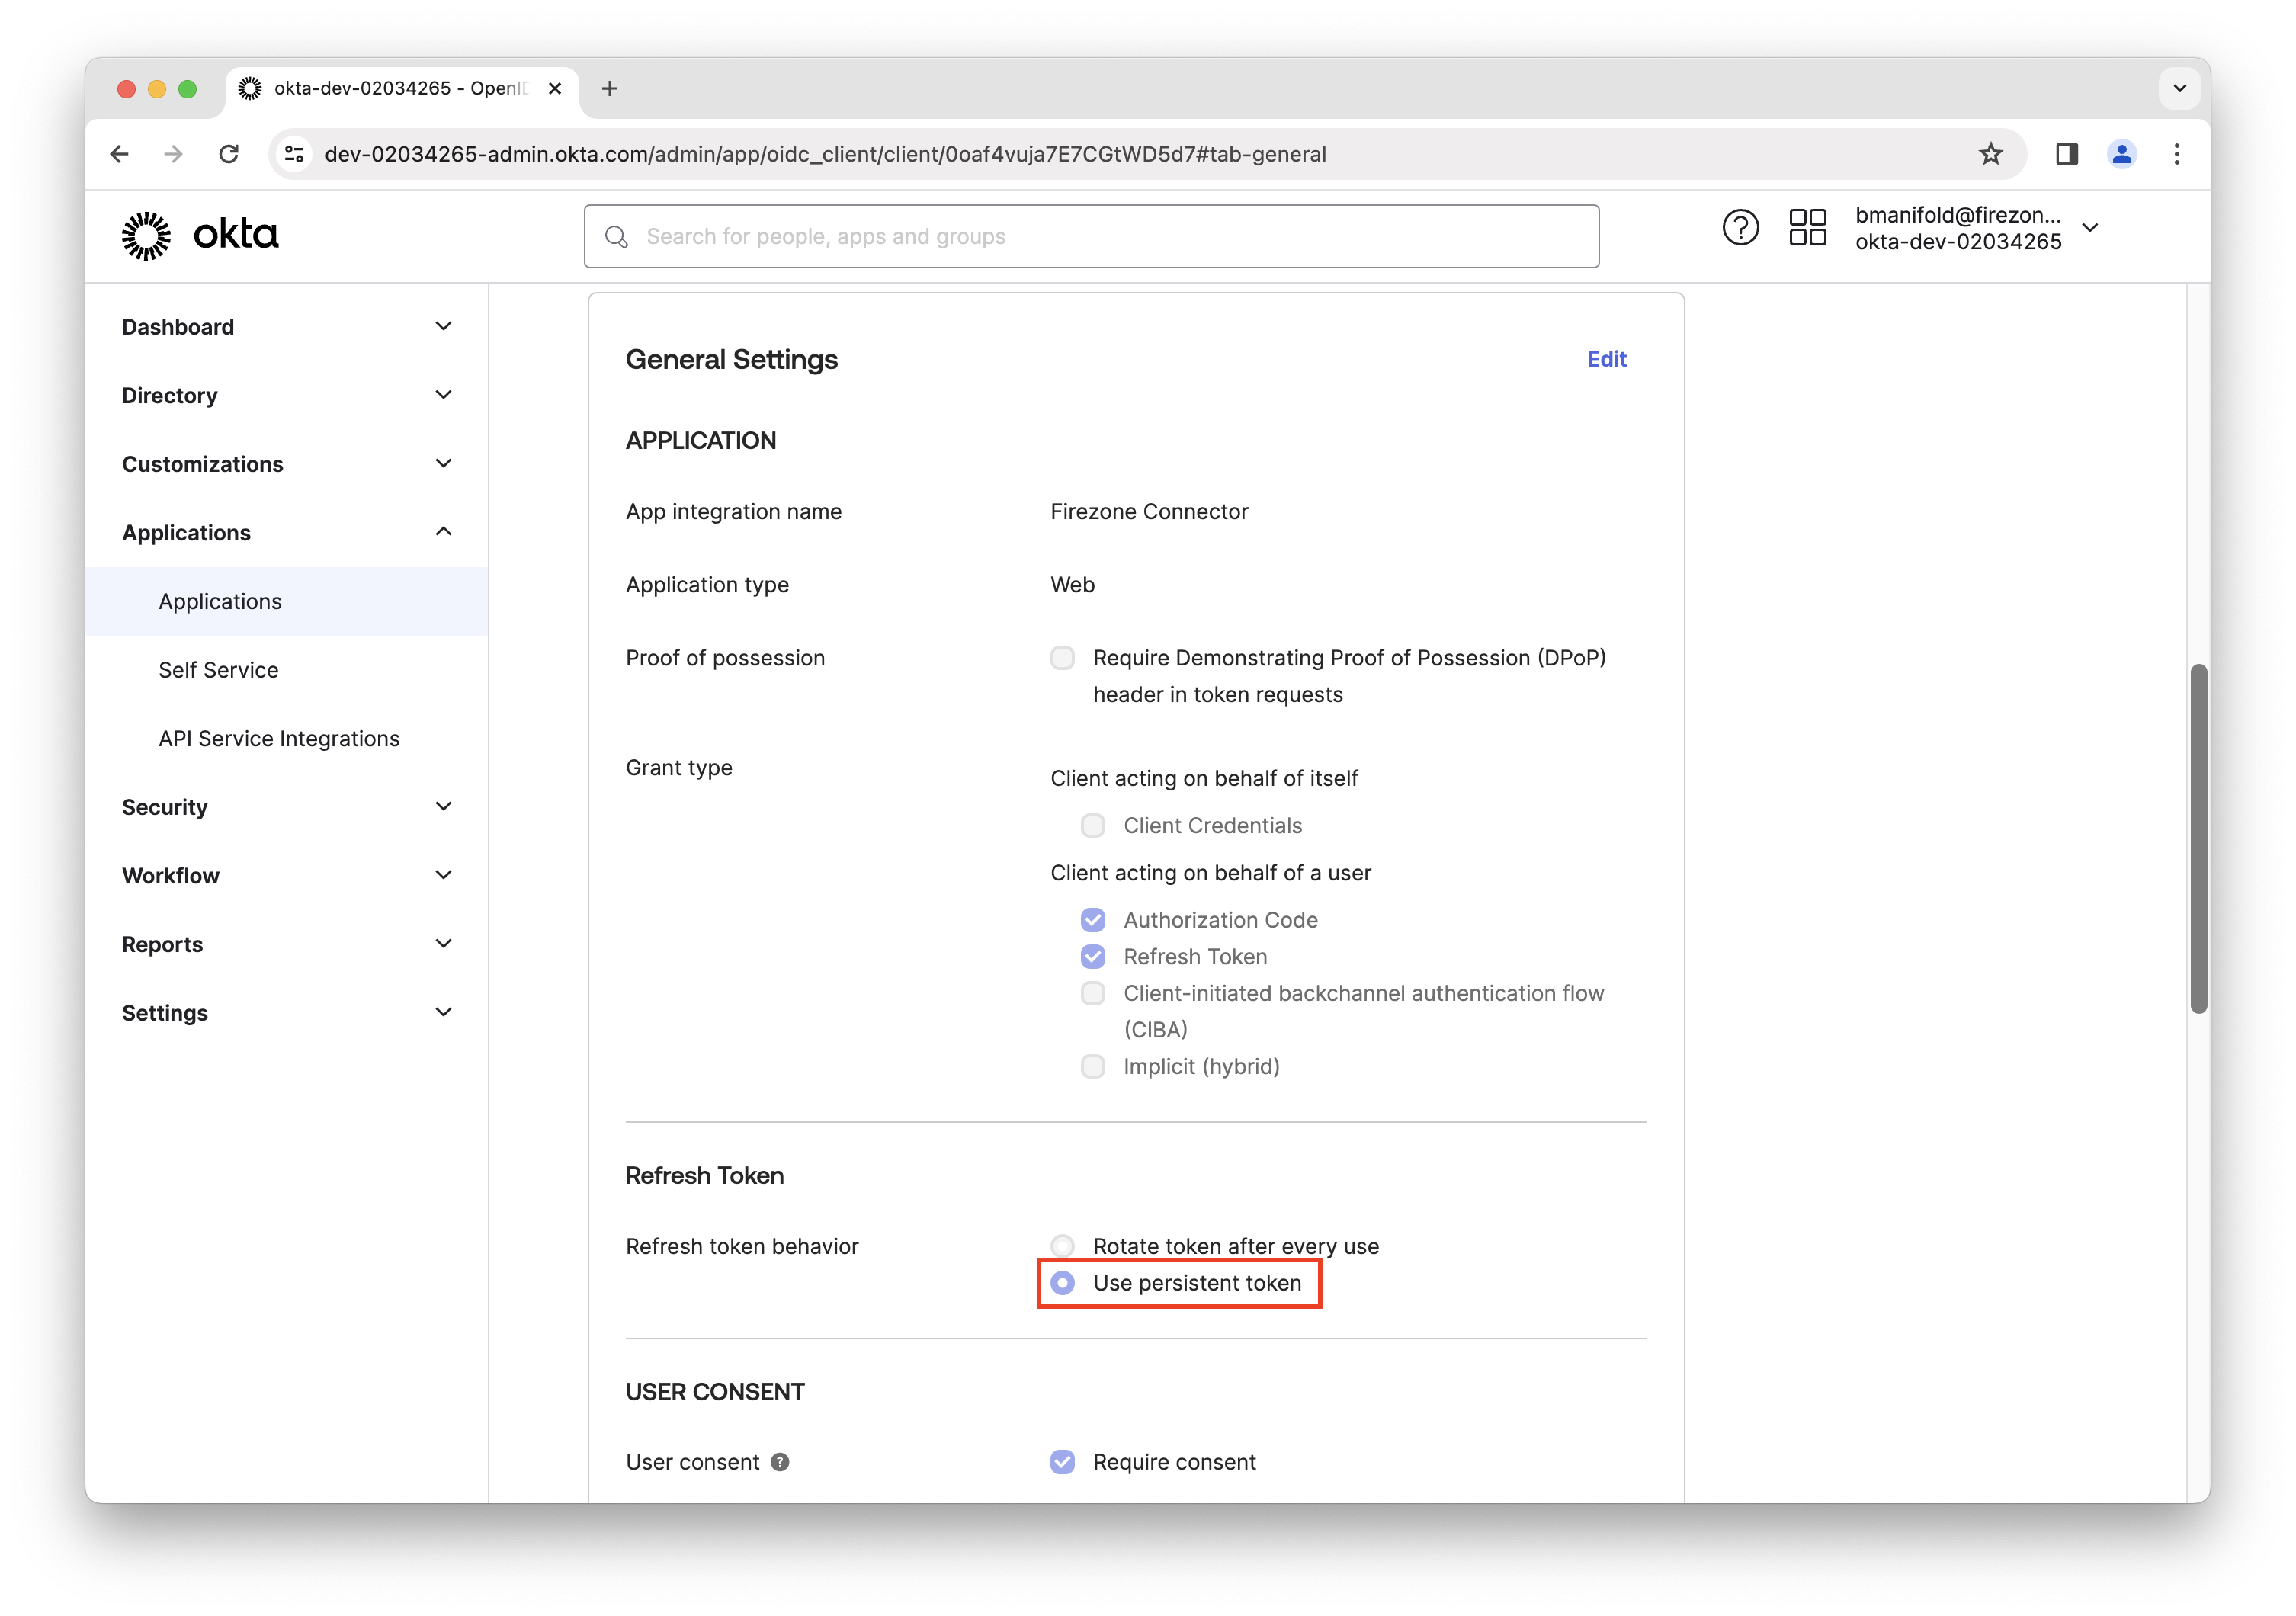 okta-dev-02034265 - OpenID
dev-02034265-admin.okta.com/admin/app/oidc_client/client/0oaf4vuja7E7CGtWD5d7#tab-general
okta
Search for people, apps and groups
bmanifold@firezon...
okta-dev-02034265
Dashboard
Directory
Customizations
Applications
Applications
Self Service
API Service Integrations
Security
Workflow
Reports
Settings
General Settings
Edit
APPLICATION
App integration name
Firezone Connector
Application type
Web
Proof of possession
Require Demonstrating Proof of Possession (DPoP)
header in token requests
Grant type
Client acting on behalf of itself
Client Credentials
Client acting on behalf of a user
Authorization Code
Refresh Token
Client-initiated backchannel authentication flow
(CIBA)
Implicit (hybrid)
Refresh Token
Refresh token behavior
Rotate token after every use
Use persistent token
USER CONSENT
User consent
Require consent